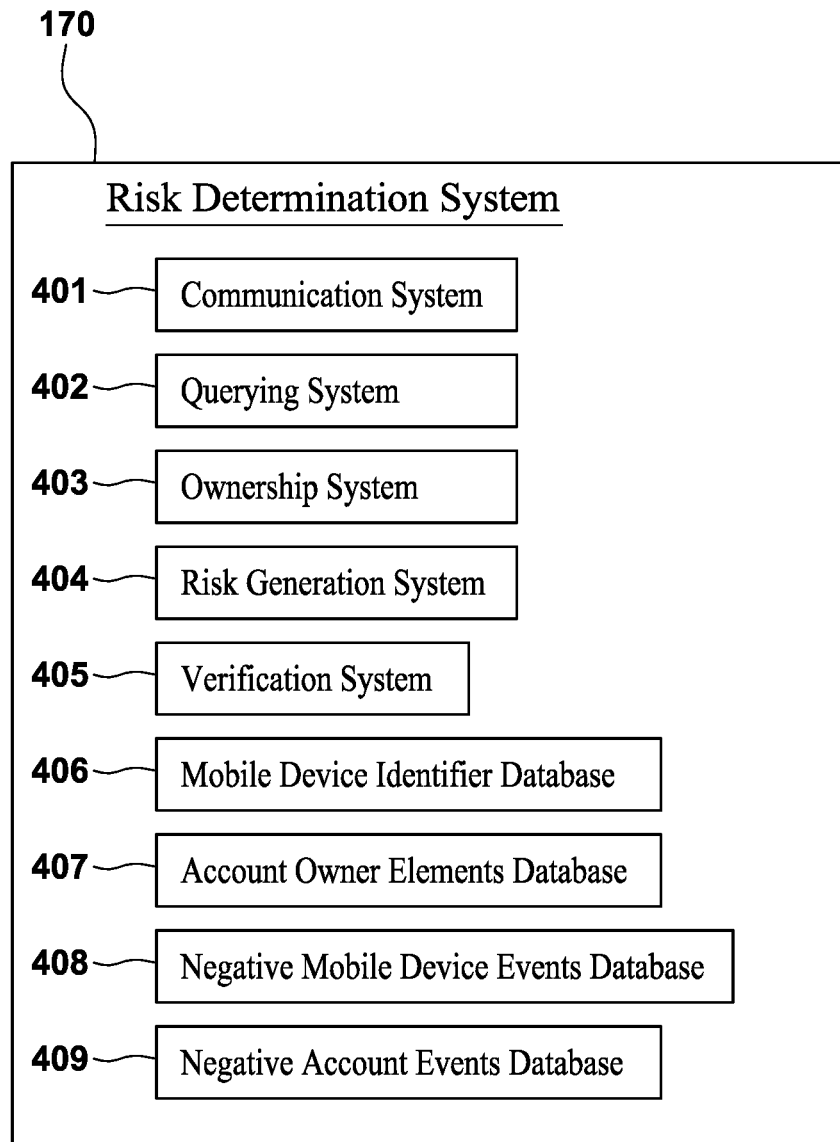 170
Risk Determination System
401 Communication System
402 Querying System
403 Ownership System
404 Risk Generation System
405 Verification System
406 Mobile Device Identifier Database
407 Account Owner Elements Database
408 Negative Mobile Device Events Database
409 Negative Account Events Database